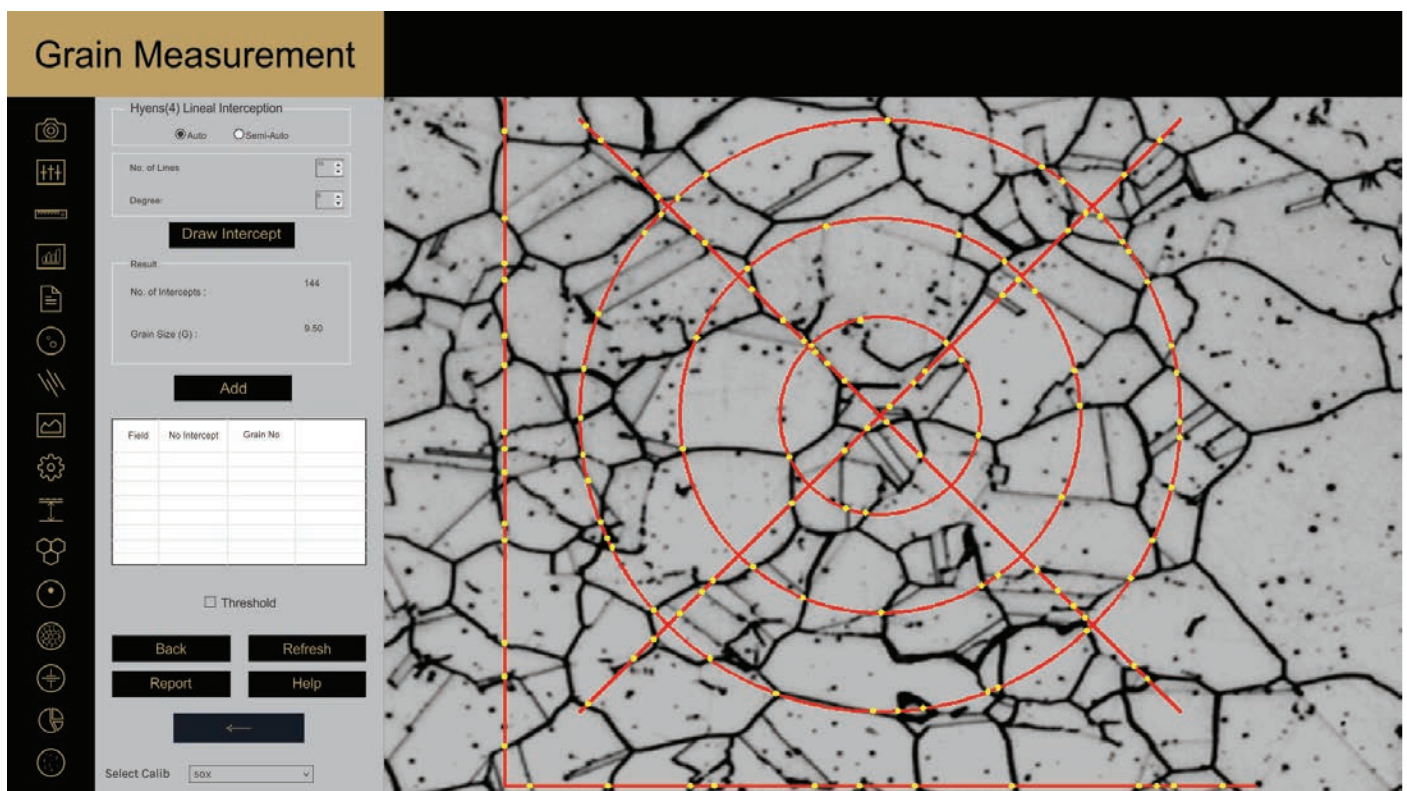 Grain Measurement
Hyens(4) Lineal Interception
Auto Semi-Auto
No. of Lines
Degree:
Draw Intercept
Result
No. of Intercepts : 144
Grain Size (G) : 9.50
Add
Field No Intercept Grain No
Threshold
Back Refresh
Report Help
Select Calib 50X